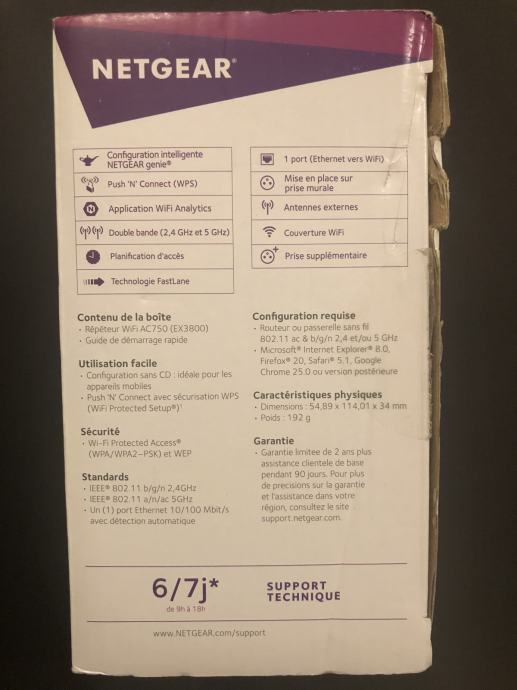 NETGEAR®
Configuration intelligente
NETGEAR genie®
Push 'N' Connect (WPS)
Application WiFi Analytics
Double bande (2,4 GHz et 5 GHz)
Planification d'accès
Technologie FastLane
1 port (Ethernet vers WiFi)
Mise en place sur
prise murale
Antennes externes
Couverture WiFi
Prise supplémentaire
Contenu de la boîte
• Répéteur WiFi AC750 (EX3800)
• Guide de démarrage rapide
Utilisation facile
• Configuration sans CD : idéale pour les
appareils mobiles
• Push 'N' Connect avec sécurisation WPS
(WiFi Protected Setup®)¹
Sécurité
• Wi-Fi Protected Access®
(WPA/WPA2-PSK) et WEP
Standards
• IEEE® 802.11 b/g/n 2,4GHz
• IEEE® 802.11 a/n/ac 5GHz
• Un (1) port Ethernet 10/100 Mbit/s
avec détection automatique
Configuration requise
• Routeur ou passerelle sans fil
802.11 ac & b/g/n 2,4 et/ou 5 GHz
• Microsoft® Internet Explorer® 8.0,
Firefox® 20, Safari® 5.1, Google
Chrome 25.0 ou version postérieure
Caractéristiques physiques
• Dimensions : 54,89 x 114,01 x 34 mm
• Poids : 192 g
Garantie
• Garantie limitee de 2 ans plus
assistance clientele de base
pendant 90 jours. Pour plus
de precisions sur la garantie
et l'assistance dans votre
région, consultez le site
support.netgear.com.
6/7j*
de 9h à 18h
SUPPORT
TECHNIQUE
www.NETGEAR.com/support